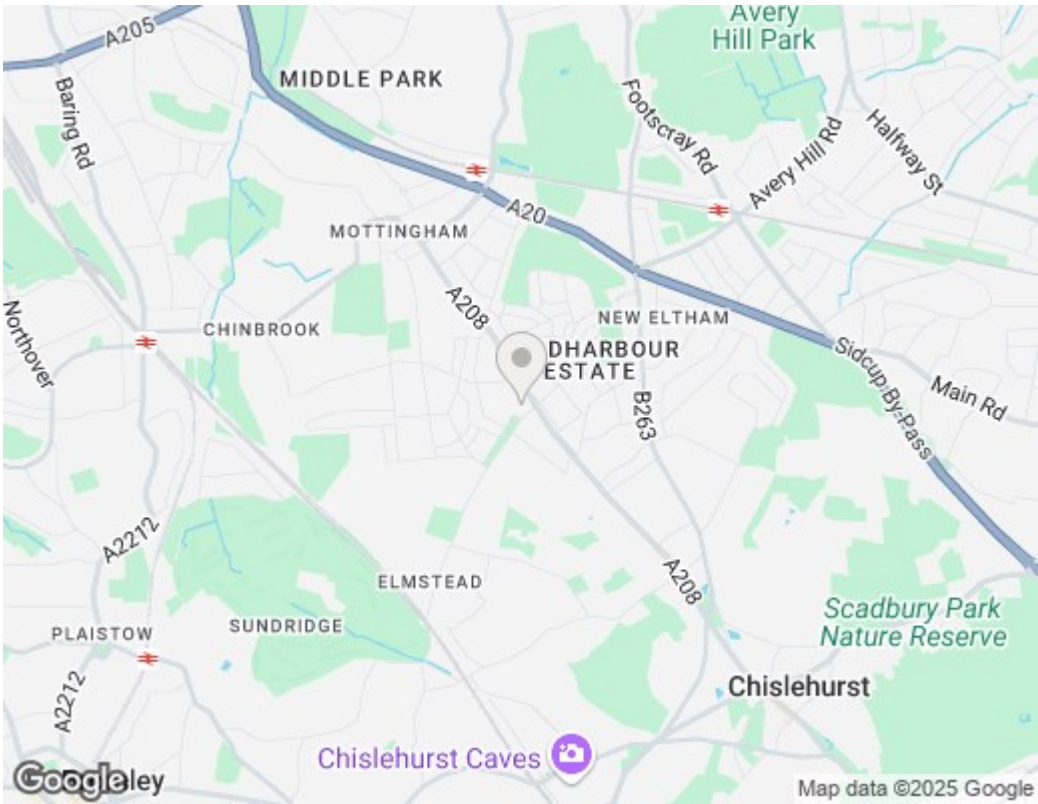 A205
Avery
Hill Park
MIDDLE PARK
Baring Rd
Footscray Rd
Avery Hill Rd
Halfway St
A20
MOTTINGHAM
A208
Northover
CHINBROOK
NEW ELTHAM
DHARBOUR
ESTATE
Sidcup By-Pass
Main Rd
B263
A2212
A208
ELMSTEAD
Scadbury Park
Nature Reserve
SUNDRIDGE
PLAISTOW
A2212
Chislehurst
Chislehurst Caves
Google
ley
Map data ©2025 Google